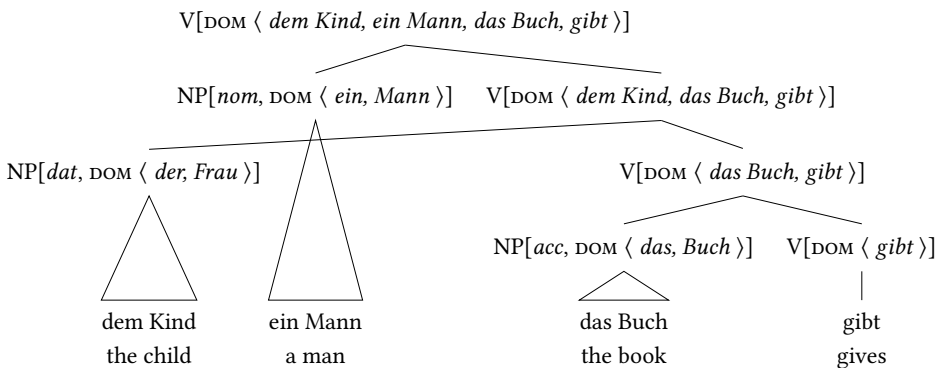 V[DOM ⟨ dem Kind, ein Mann, das Buch, gibt ⟩]
NP[nom, DOM ⟨ ein, Mann ⟩] V[DOM ⟨ dem Kind, das Buch, gibt ⟩]
NP[dat, DOM ⟨ der, Frau ⟩] V[DOM ⟨ das Buch, gibt ⟩]
NP[acc, DOM ⟨ das, Buch ⟩] V[DOM ⟨ gibt ⟩]
dem Kind ein Mann das Buch gibt
the child a man the book gives